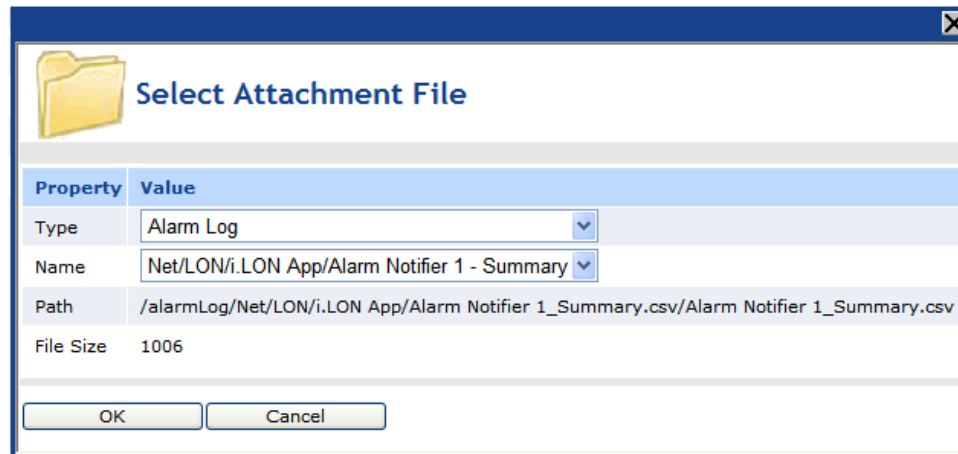 Select Attachment File
Property Value
Type Alarm Log
Name Net/LON/i.LON App/Alarm Notifier 1 - Summary
Path /alarmLog/Net/LON/i.LON App/Alarm Notifier 1_Summary.csv/Alarm Notifier 1_Summary.csv
File Size 1006
OK Cancel